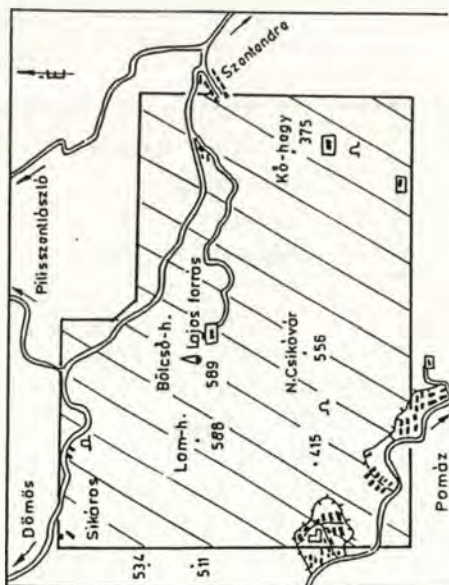 Dömös
Pilisszentlászló
É
Szentendre
Sikáros
534
511
Bölcső-h.
589
Lajos forrás
Lom-h.
588
Kő-hegy
375
N.Csikóvár
556
415
Pomáz